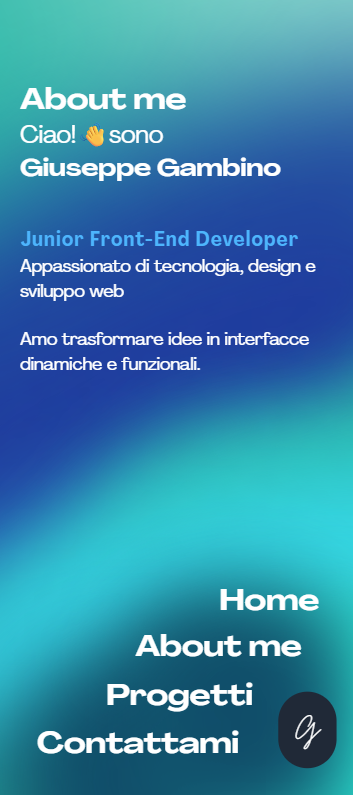 About me
Ciao! 👋 sono
Giuseppe Gambino
Junior Front-End Developer
Appassionato di tecnologia, design e
sviluppo web
Amo trasformare idee in interfacce
dinamiche e funzionali.
Home
About me
Progetti
Contattami
g